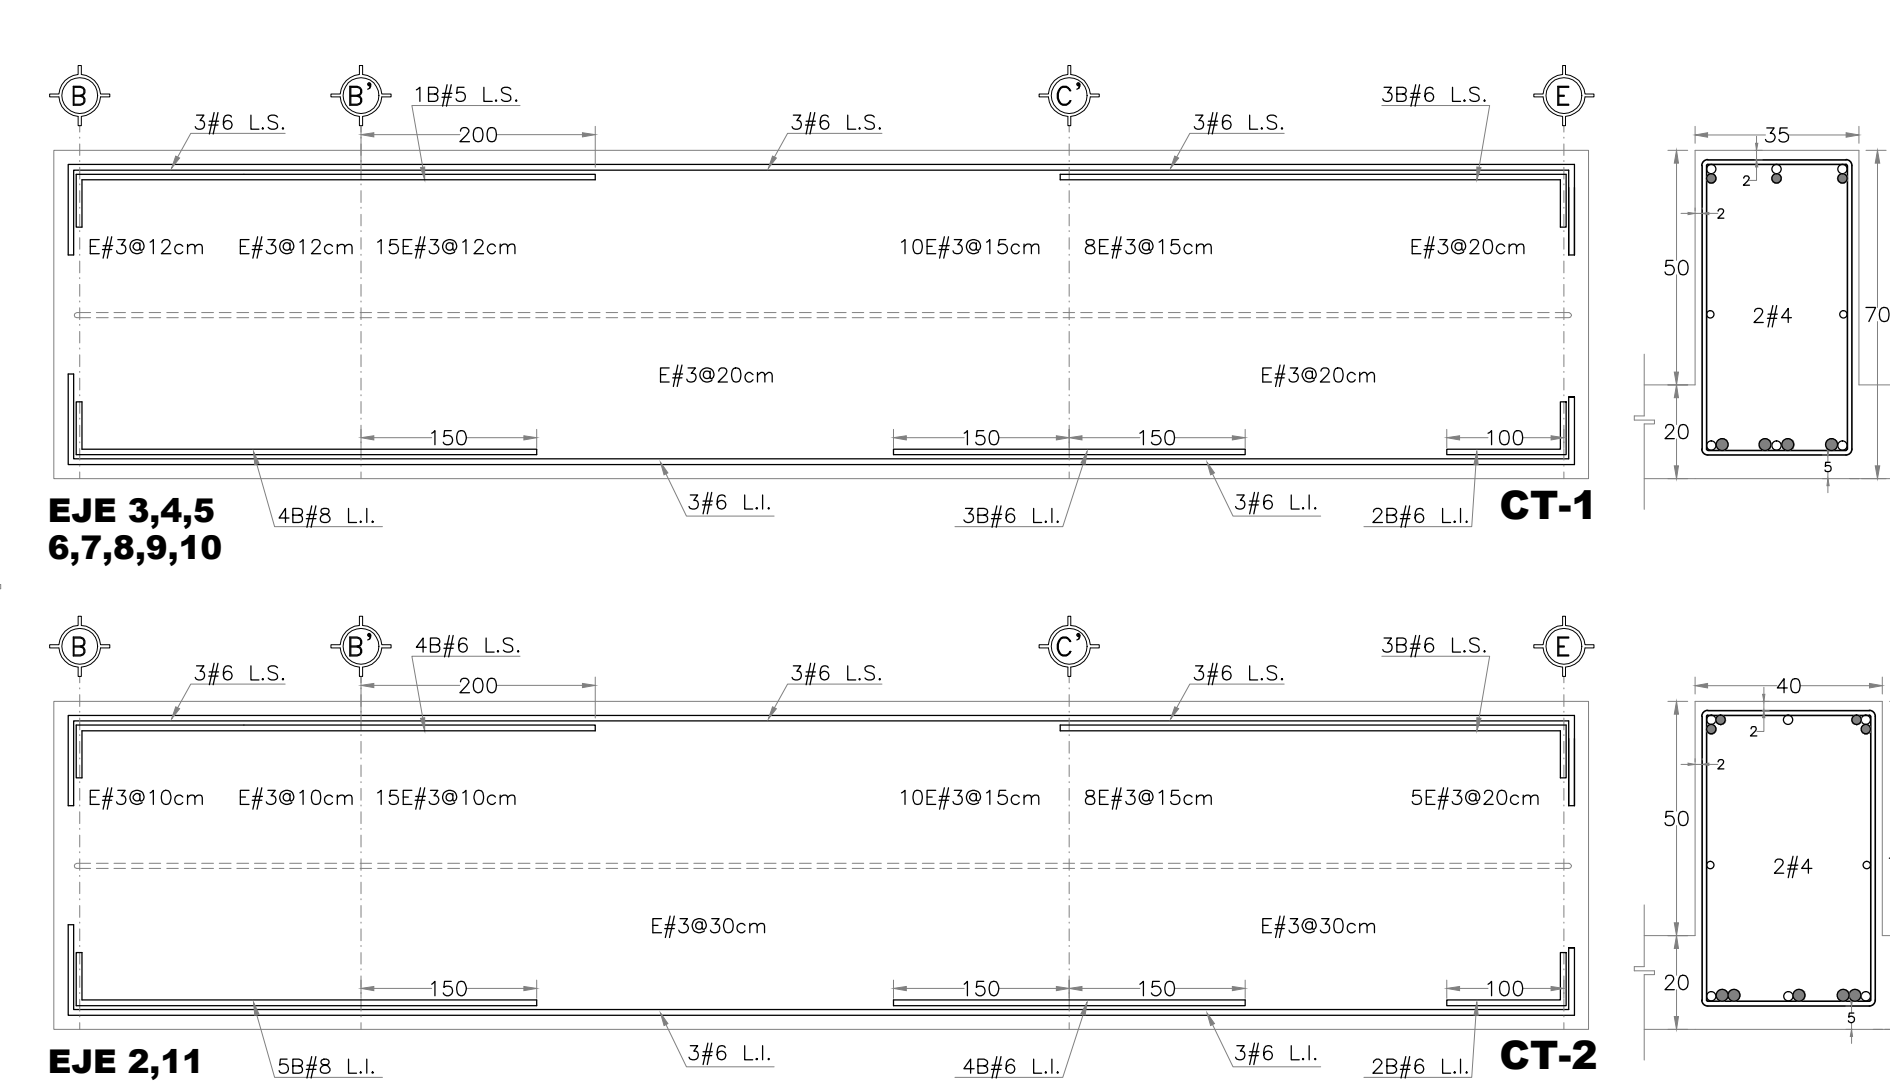 B B' 1B#5 L.S. C' 3B#6 L.S. E
3#6 L.S. 200 3#6 L.S. 3#6 L.S. 35
2
2
E#3@12cm E#3@12cm 15E#3@12cm 10E#3@15cm 8E#3@15cm E#3@20cm
50
2#4 70
E#3@20cm E#3@20cm
150 150 150 100 20
5
EJE 3,4,5 4B#8 L.I. 3#6 L.I. 3B#6 L.I. 3#6 L.I. 2B#6 L.I. CT-1
6,7,8,9,10
B B' 4B#6 L.S. C' 3B#6 L.S. E
3#6 L.S. 200 3#6 L.S. 3#6 L.S. 40
2
2
E#3@10cm E#3@10cm 15E#3@10cm 10E#3@15cm 8E#3@15cm 5E#3@20cm
50
2#4
E#3@30cm E#3@30cm
150 150 150 100 20
5
EJE 2,11 5B#8 L.I. 3#6 L.I. 4B#6 L.I. 3#6 L.I. 2B#6 L.I. CT-2